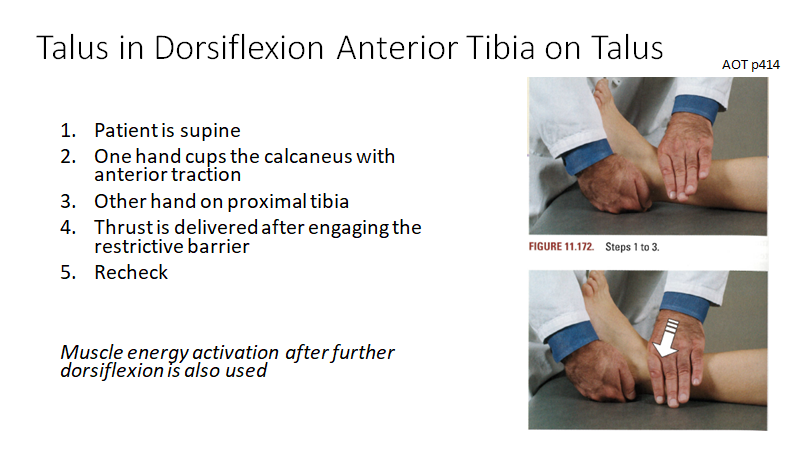 Talus in Dorsiflexion Anterior Tibia on Talus
AOT p414
1. Patient is supine
2. One hand cups the calcaneus with
anterior traction
3. Other hand on proximal tibia
4. Thrust is delivered after engaging the
restrictive barrier
5. Recheck
Muscle energy activation after further
dorsiflexion is also used
FIGURE 11.172. Steps 1 to 3.